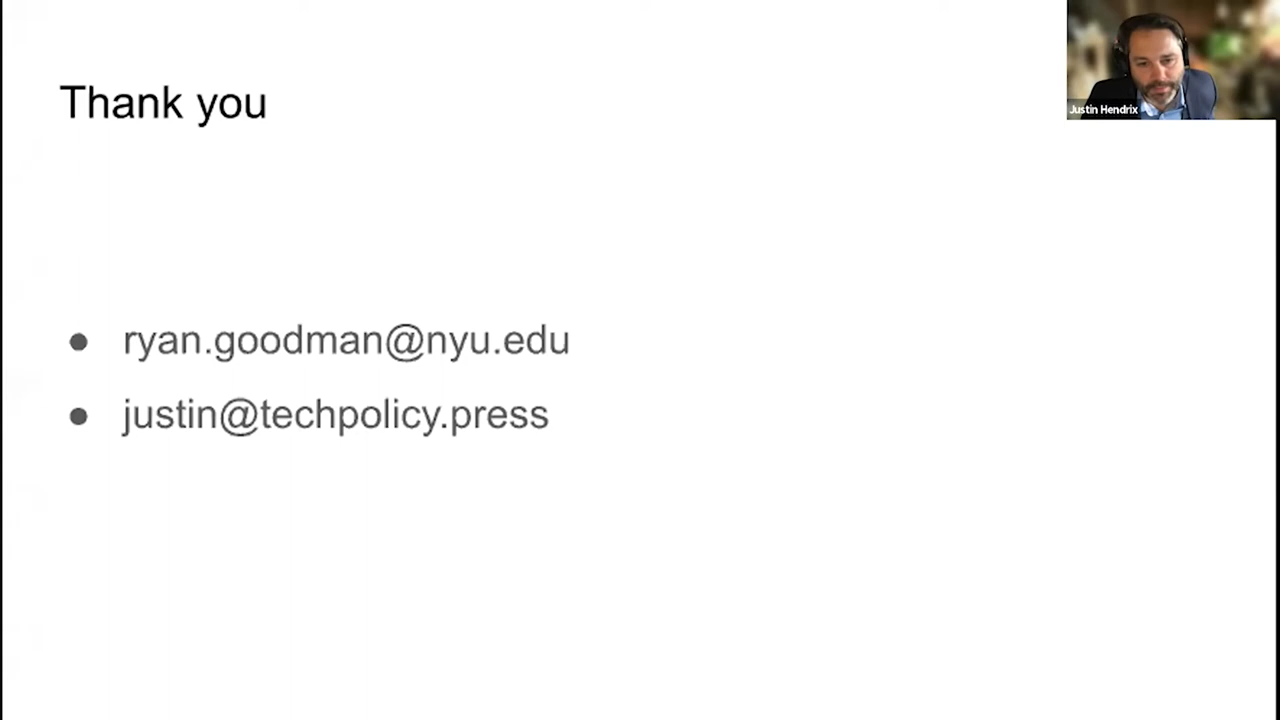 Thank you
Justin Hendrix
● ryan.goodman@nyu.edu
● justin@techpolicy.press